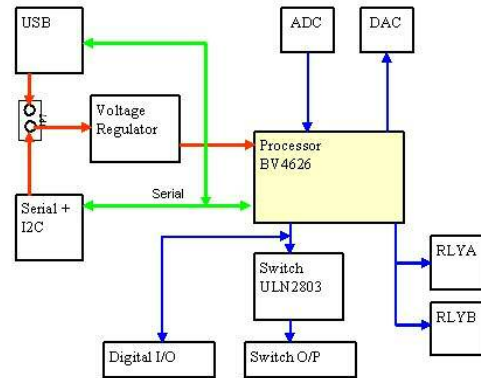 USB
ADC
DAC
Voltage
Regulator
Processor
BV4626
Serial
Serial +
I2C
Switch
ULN2803
RLYA
RLYB
Digital I/O
Switch O/P